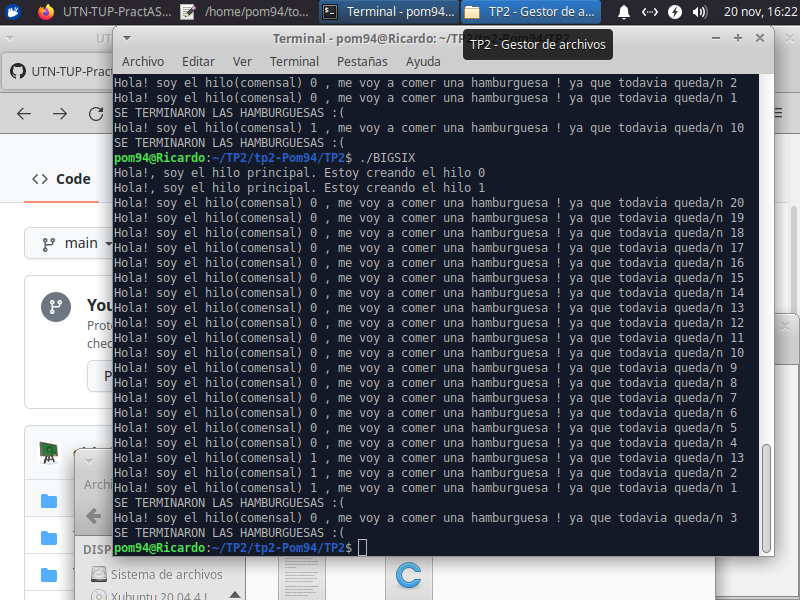 UTN-TUP-PractAS...
/home/pom94/to...
Terminal - pom94...
TP2 - Gestor de a...
20 nov, 16:22
Terminal - pom94@Ricardo: ~/TP2/tp2-Pom94/TP2
TP2 - Gestor de archivos
Archivo Editar Ver Terminal Pestañas Ayuda
UTN-TUP-Pract
Hola! soy el hilo(comensal) 0 , me voy a comer una hamburguesa ! ya que todavia queda/n 2
Hola! soy el hilo(comensal) 0 , me voy a comer una hamburguesa ! ya que todavia queda/n 1
SE TERMINARON LAS HAMBURGUESAS :(
Hola! soy el hilo(comensal) 1 , me voy a comer una hamburguesa ! ya que todavia queda/n 10
SE TERMINARON LAS HAMBURGUESAS :(
pom94@Ricardo:~/TP2/tp2-Pom94/TP2$ ./BIGSIX
Hola!, soy el hilo principal. Estoy creando el hilo 0
Hola!, soy el hilo principal. Estoy creando el hilo 1
Hola! soy el hilo(comensal) 0 , me voy a comer una hamburguesa ! ya que todavia queda/n 20
Hola! soy el hilo(comensal) 0 , me voy a comer una hamburguesa ! ya que todavia queda/n 19
Hola! soy el hilo(comensal) 0 , me voy a comer una hamburguesa ! ya que todavia queda/n 18
Hola! soy el hilo(comensal) 0 , me voy a comer una hamburguesa ! ya que todavia queda/n 17
Hola! soy el hilo(comensal) 0 , me voy a comer una hamburguesa ! ya que todavia queda/n 16
Hola! soy el hilo(comensal) 0 , me voy a comer una hamburguesa ! ya que todavia queda/n 15
Hola! soy el hilo(comensal) 0 , me voy a comer una hamburguesa ! ya que todavia queda/n 14
Hola! soy el hilo(comensal) 0 , me voy a comer una hamburguesa ! ya que todavia queda/n 13
Hola! soy el hilo(comensal) 0 , me voy a comer una hamburguesa ! ya que todavia queda/n 12
Hola! soy el hilo(comensal) 0 , me voy a comer una hamburguesa ! ya que todavia queda/n 11
Hola! soy el hilo(comensal) 0 , me voy a comer una hamburguesa ! ya que todavia queda/n 10
Hola! soy el hilo(comensal) 0 , me voy a comer una hamburguesa ! ya que todavia queda/n 9
Hola! soy el hilo(comensal) 0 , me voy a comer una hamburguesa ! ya que todavia queda/n 8
Hola! soy el hilo(comensal) 0 , me voy a comer una hamburguesa ! ya que todavia queda/n 7
Hola! soy el hilo(comensal) 0 , me voy a comer una hamburguesa ! ya que todavia queda/n 6
Hola! soy el hilo(comensal) 0 , me voy a comer una hamburguesa ! ya que todavia queda/n 5
Hola! soy el hilo(comensal) 0 , me voy a comer una hamburguesa ! ya que todavia queda/n 4
Hola! soy el hilo(comensal) 1 , me voy a comer una hamburguesa ! ya que todavia queda/n 13
Hola! soy el hilo(comensal) 1 , me voy a comer una hamburguesa ! ya que todavia queda/n 2
Hola! soy el hilo(comensal) 1 , me voy a comer una hamburguesa ! ya que todavia queda/n 1
SE TERMINARON LAS HAMBURGUESAS :(
Hola! soy el hilo(comensal) 0 , me voy a comer una hamburguesa ! ya que todavia queda/n 3
SE TERMINARON LAS HAMBURGUESAS :(
pom94@Ricardo:~/TP2/tp2-Pom94/TP2$
Code
main
You
Prote
chec
P
Archi
DISP
Sistema de archivos
Xubuntu 20.04.4 L